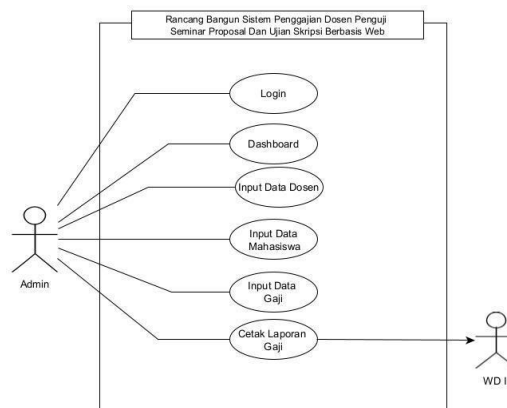 Rancang Bangun Sistem Penggajian Dosen Penguji
Seminar Proposal Dan Ujian Skripsi Berbasis Web
Login
Dashboard
Input Data Dosen
Input Data
Mahasiswa
Admin
Input Data
Gaji
Cetak Laporan
Gaji